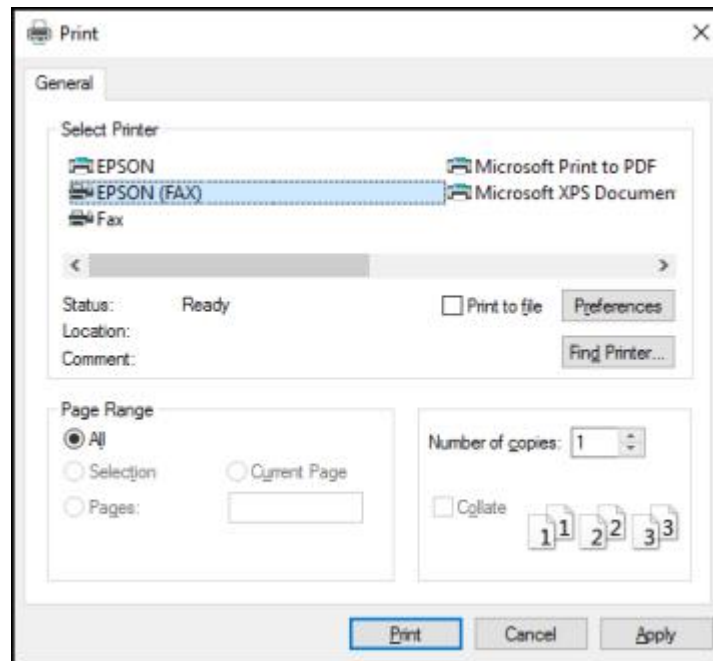 Print
General
Select Printer
EPSON
Microsoft Print to PDF
EPSON (FAX)
Microsoft XPS Documen
Fax
Status: Ready
Print to file
Preferences
Location:
Comment:
Find Printer...
Page Range
All
Selection
Current Page
Pages:
Number of copies: 1
Collate
1 1 2 2 3 3
Print
Cancel
Apply